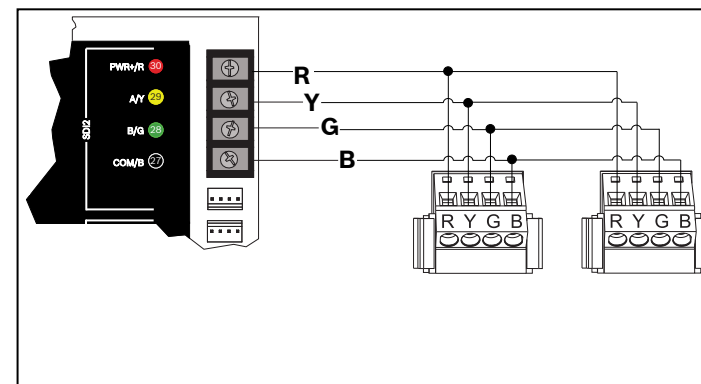 PWR+/R 30
R
A/Y 29
Y
SDI2
B/G 28
G
COM/B 27
B
R Y G B
R Y G B